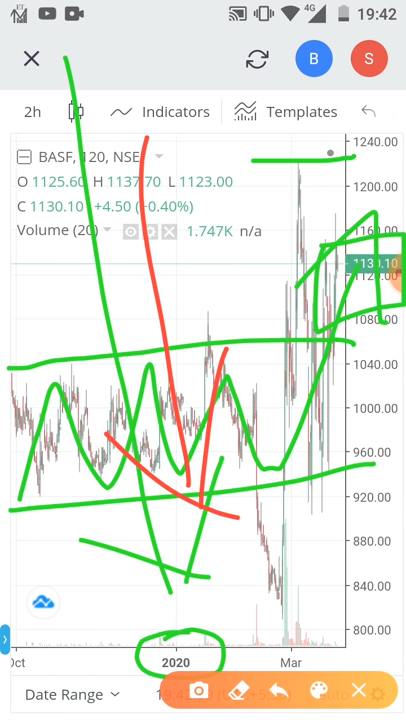 4G 19:42
B S
2h Indicators Templates
BASF, 120, NSE
O 1125.60 H 1137.70 L 1123.00
C 1130.10 +4.50 (+0.40%)
Volume (20) 1.747K n/a
1240.00
1200.00
1130.10
1080.00
1040.00
1000.00
960.00
920.00
880.00
840.00
800.00
Oct 2020 Mar
Date Range